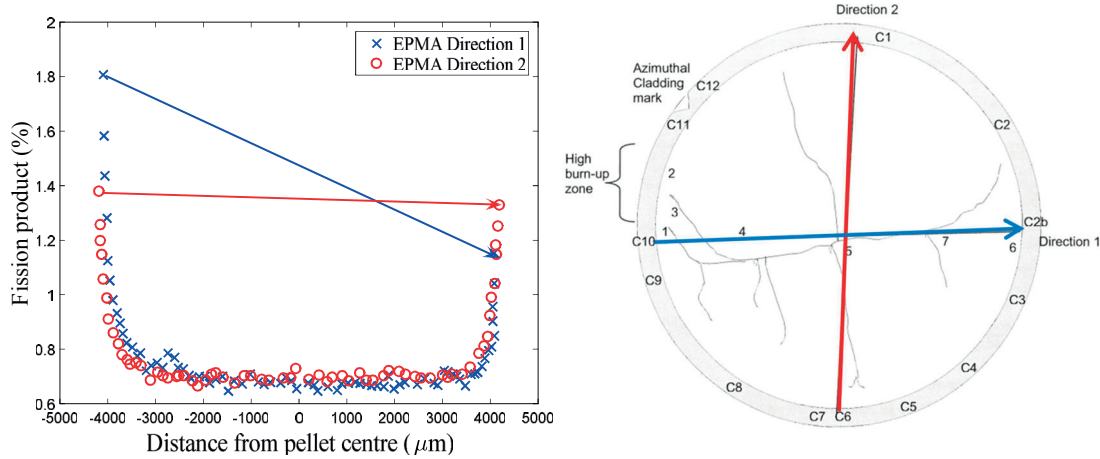 2
1.8
1.6
1.4
1.2
1
0.8
0.6
-5000 -4000 -3000 -2000 -1000 0 1000 2000 3000 4000 5000
Fission product (%)
Distance from pellet centre (μm)
EPMA Direction 1
EPMA Direction 2
Direction 2
C1
Azimuthal
Cladding
mark
C12
C11
C2
High
burn-up
zone
2
3
1
4
5
7
6
C2b
C10
Direction 1
C9
C3
C8
C4
C7
C6
C5